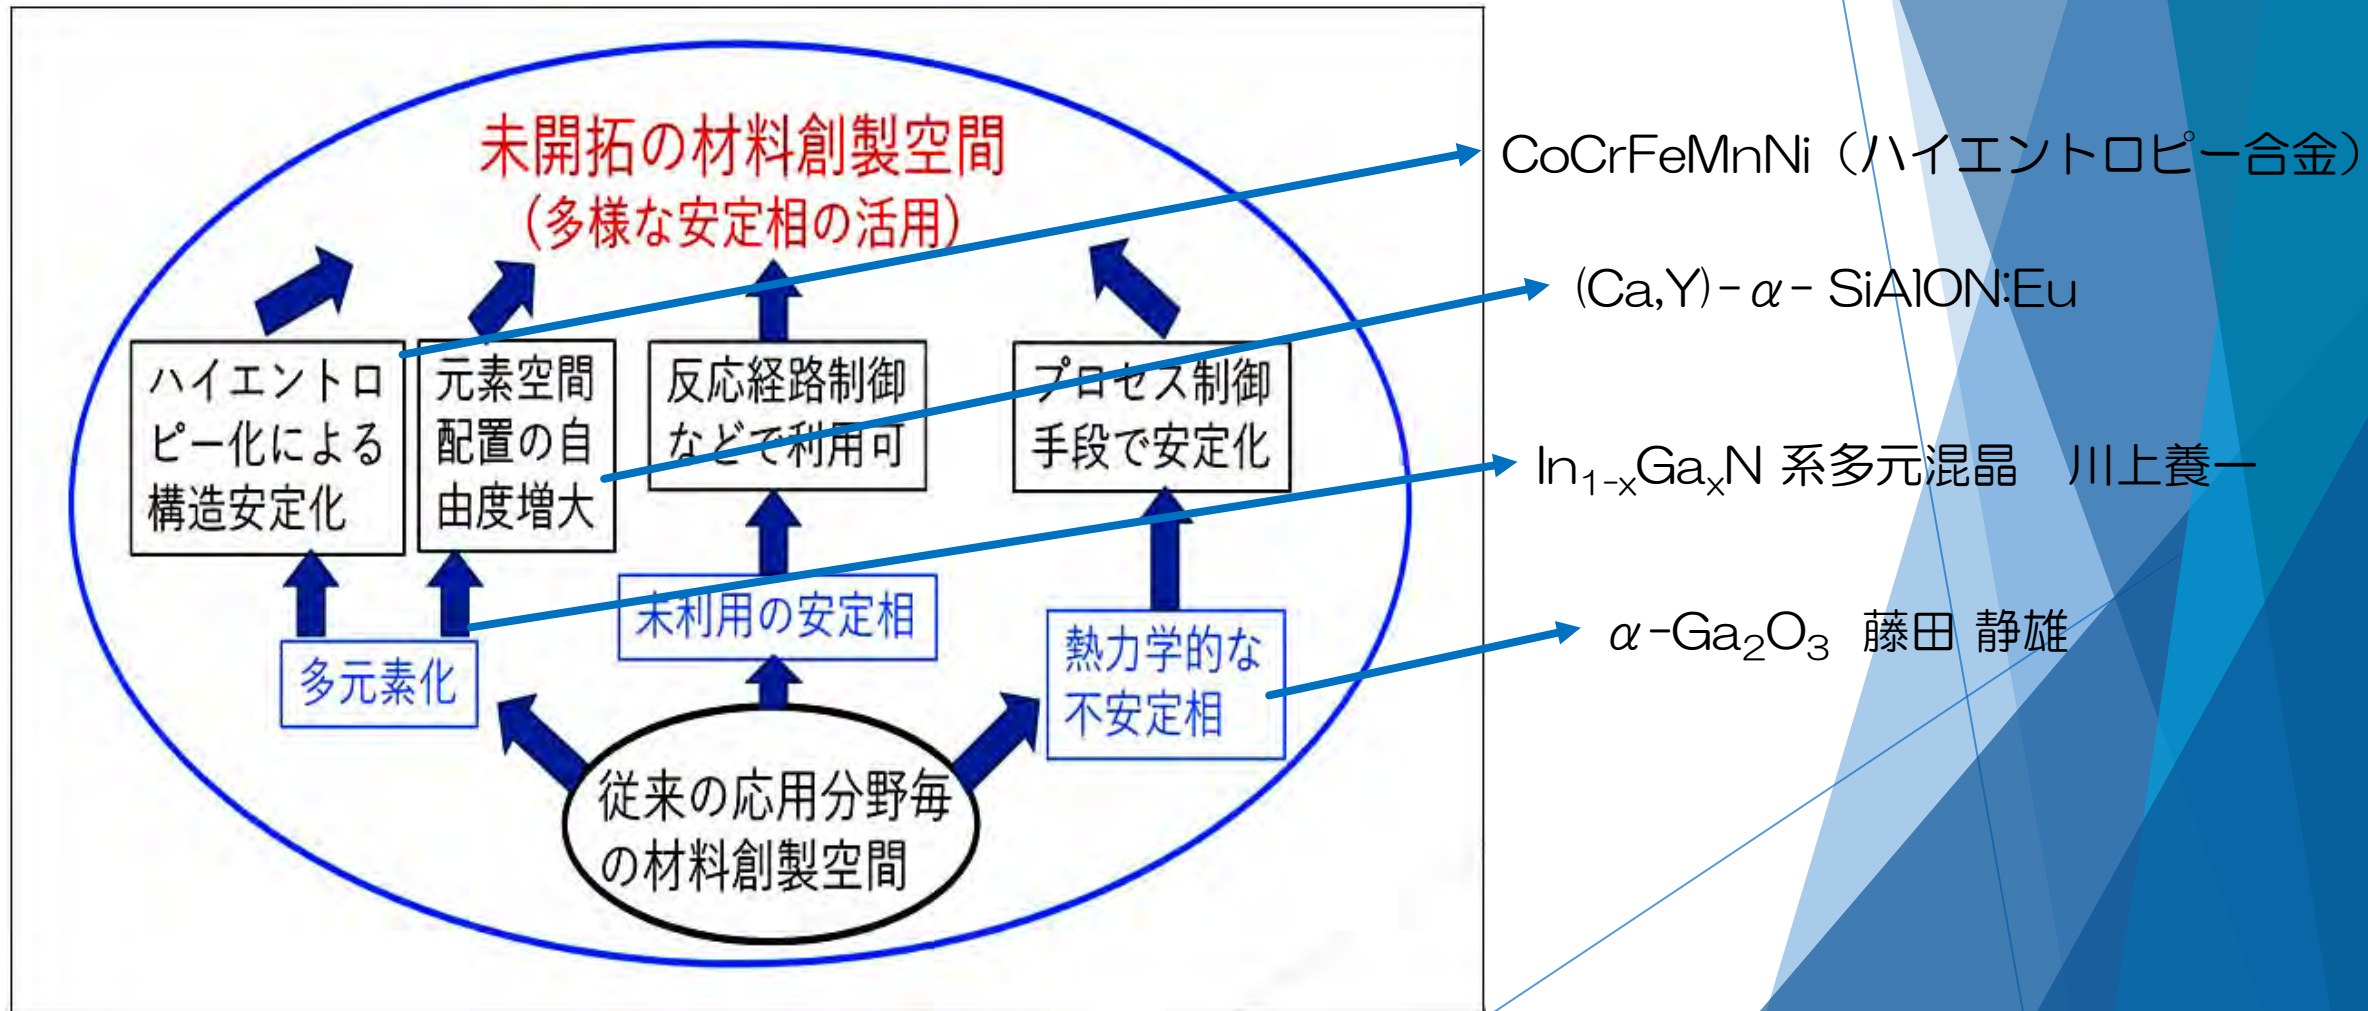 未開拓の材料創製空間
（多様な安定相の活用）
ハイエントロ
ピー化による
構造安定化
元素空間
配置の自
由度増大
反応経路制御
などで利用可
プロセス制御
手段で安定化
多元素化
未利用の安定相
熱力学的な
不安定相
従来の応用分野毎
の材料創製空間
CoCrFeMnNi（ハイエントロピー合金）
(Ca,Y)-α- SiAlON:Eu
In₁₋ₓGaₓN 系多元混晶　川上養一
α-Ga₂O₃ 藤田 静雄